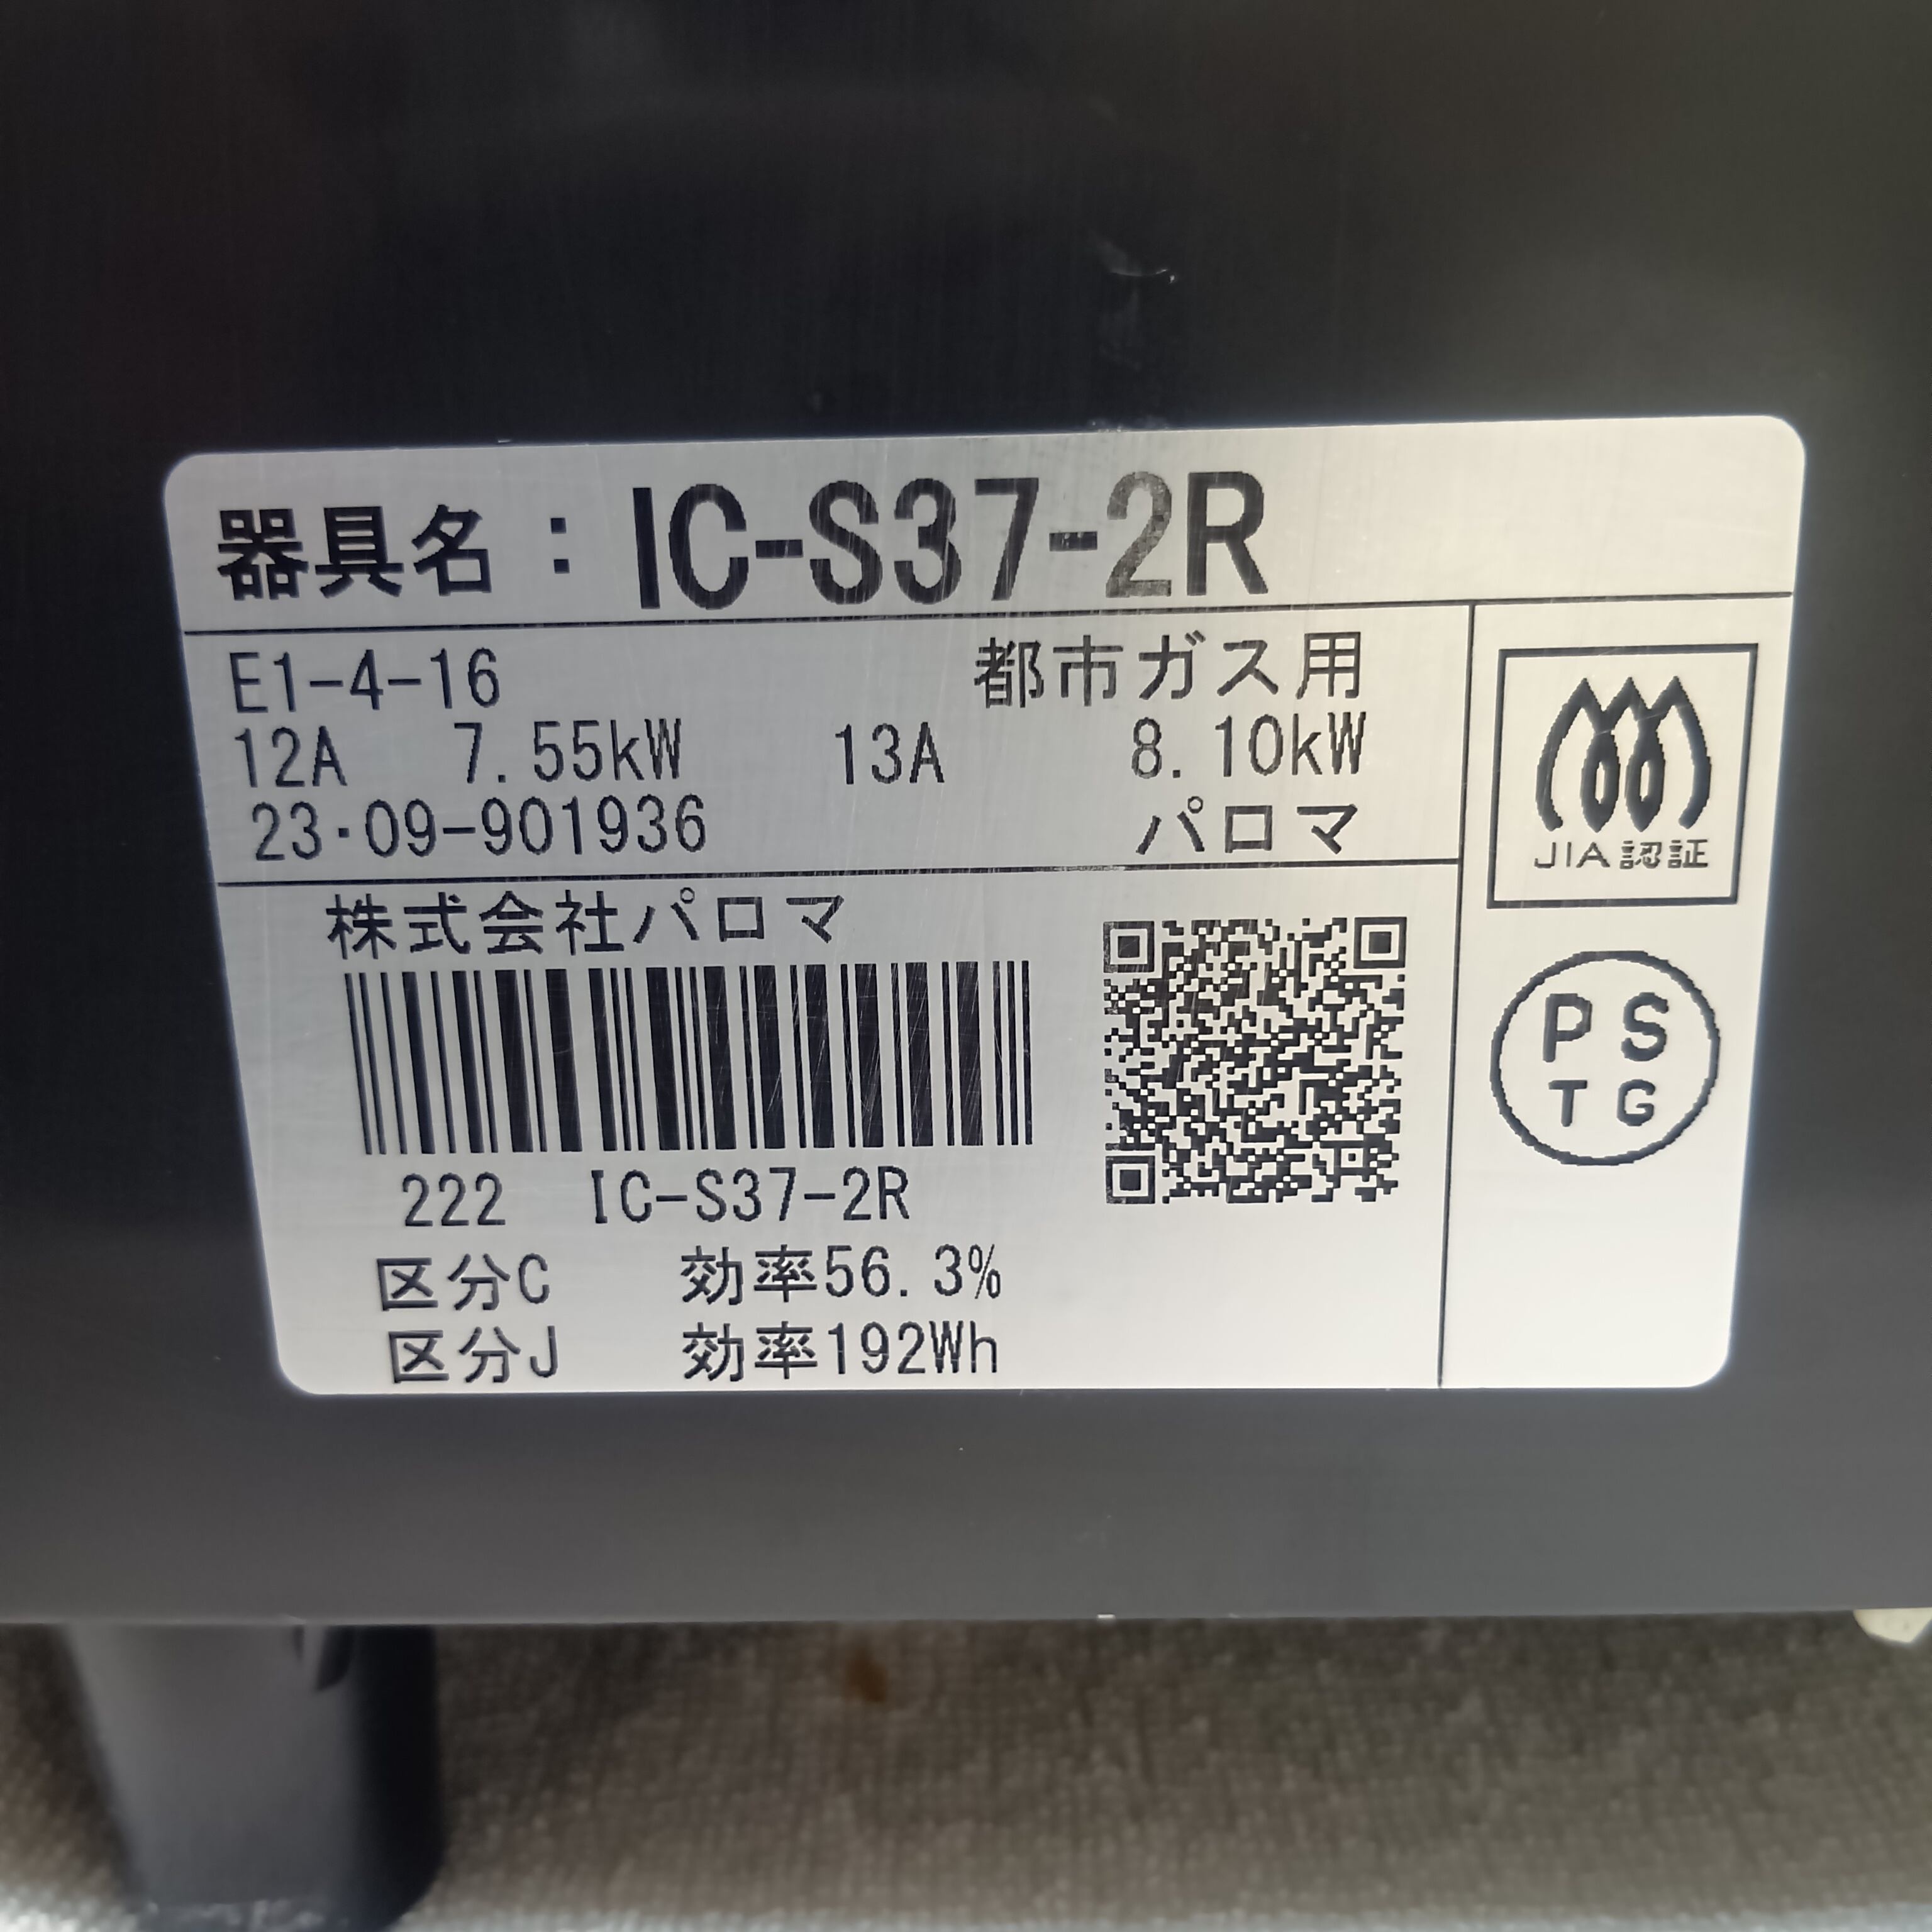 器具名：IC-S37-2R
E1-4-16 都市ガス用
12A 7.55kW 13A 8.10kW
23・09-901936 パロマ
株式会社パロマ
222 IC-S37-2R
区分C 効率56.3%
区分J 効率192Wh
JIA認証
PS
TG